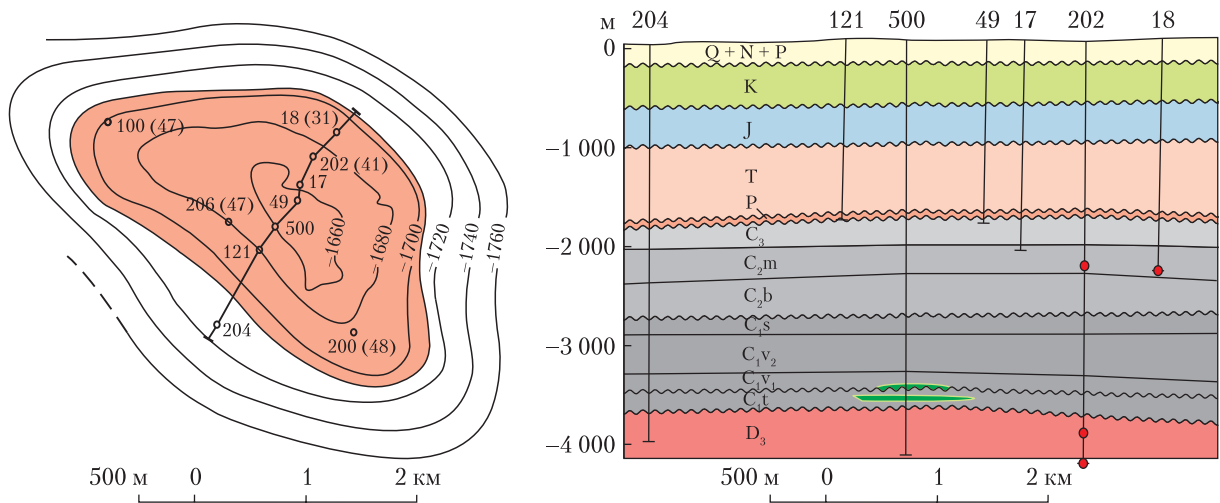 18 (31)
100 (47)
202 (41)
17
206 (47)
49
500
121
204
200 (48)
−1660
−1680
−1700
−1720
−1740
−1760
500 м 0 1 2 км
м 204 121 500 49 17 202 18
0
−1 000
−2 000
−3 000
−4 000
Q + N + P
K
J
T
P
C₃
C₂m
C₂b
C₁s
C₁v₂
C₁v₁
C₁t
D₃
500 м 0 1 2 км